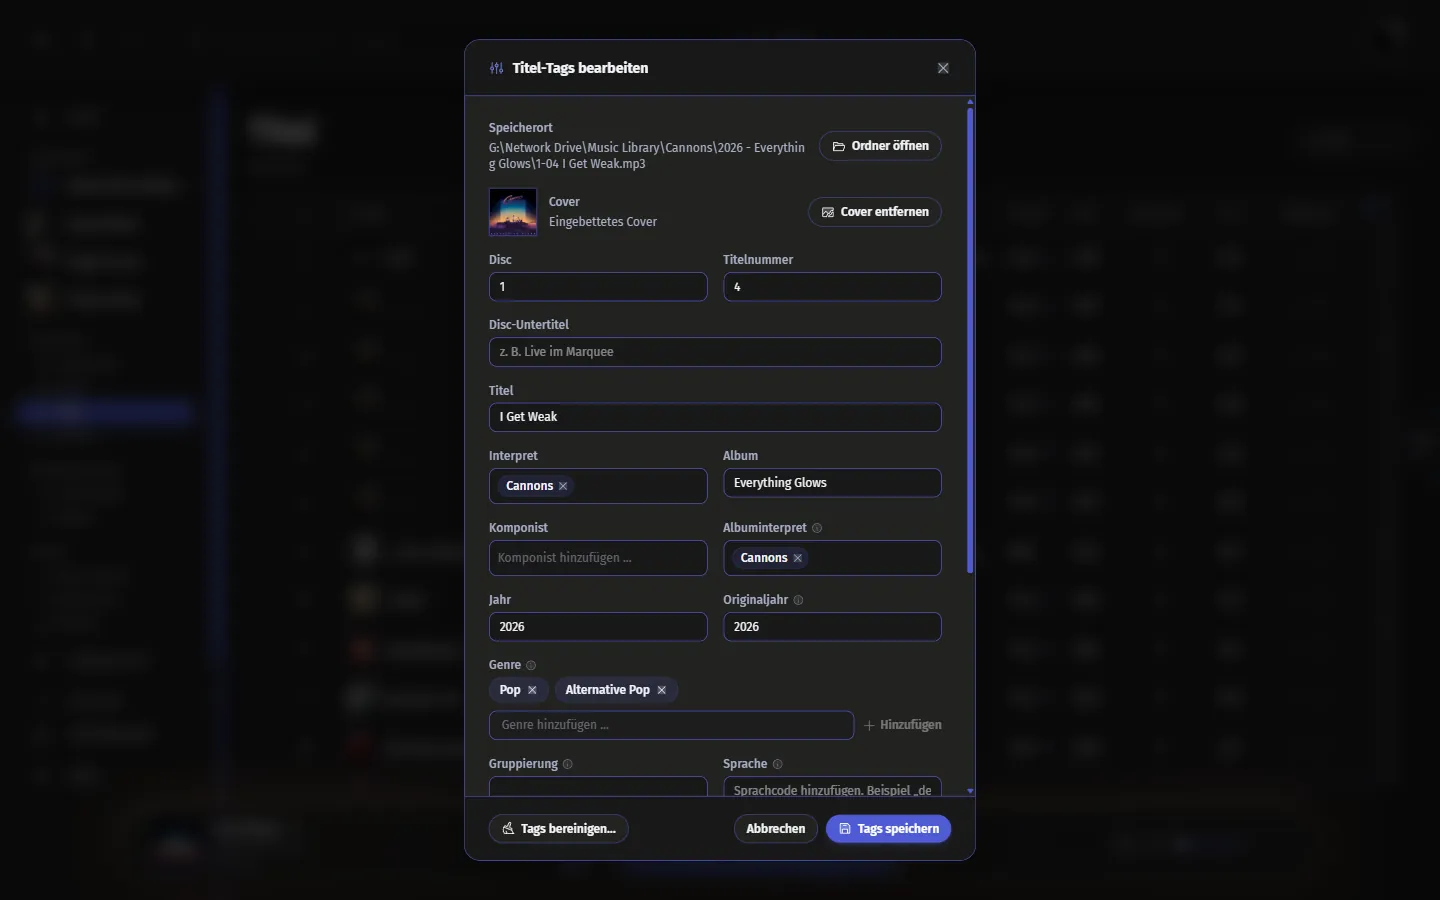 Titel-Tags bearbeiten
Speicherort
G:\Network Drive\Music Library\Cannons\2026 - Everythin
g Glows\1-04 I Get Weak.mp3
Ordner öffnen
Cover
Eingebettetes Cover
Cover entfernen
Disc
Titelnummer
1
4
Disc-Untertitel
z. B. Live im Marquee
Titel
I Get Weak
Interpret
Album
Cannons
Everything Glows
Komponist
Albuminterpret
Komponist hinzufügen ...
Cannons
Jahr
Originaljahr
2026
2026
Genre
Pop
Alternative Pop
Genre hinzufügen ...
Hinzufügen
Gruppierung
Sprache
Sprachcode hinzufügen. Beispiel „de
Tags bereinigen...
Abbrechen
Tags speichern